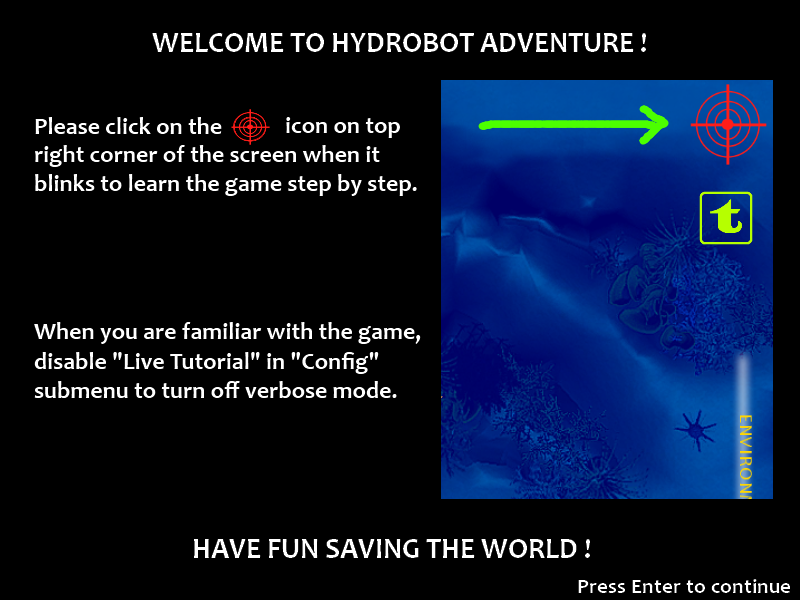 WELCOME TO HYDROBOT ADVENTURE !
Please click on the icon on top
right corner of the screen when it
blinks to learn the game step by step.
t
When you are familiar with the game,
disable "Live Tutorial" in "Config"
submenu to turn off verbose mode.
HAVE FUN SAVING THE WORLD !
Press Enter to continue